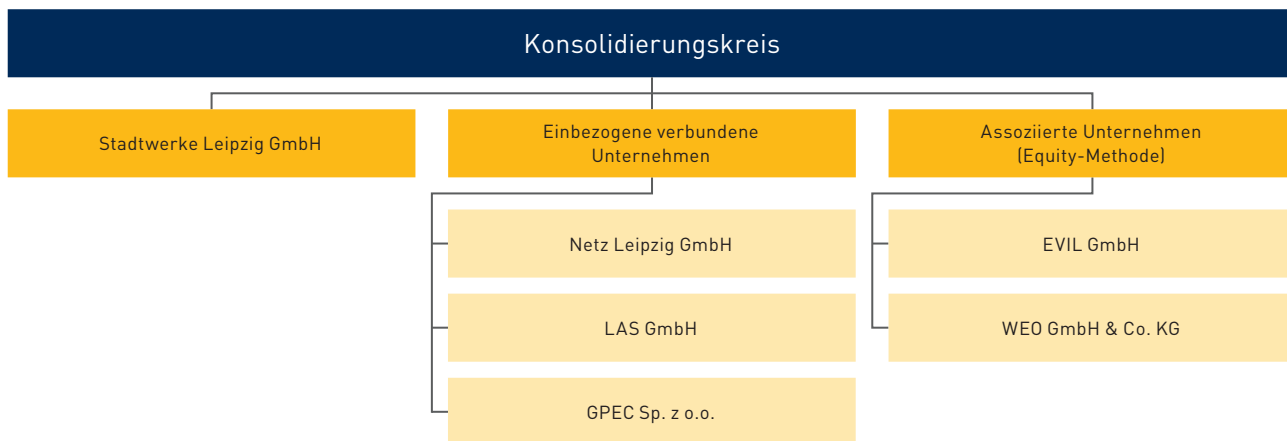 Konsolidierungskreis
Stadtwerke Leipzig GmbH
Einbezogene verbundene
Unternehmen
Netz Leipzig GmbH
LAS GmbH
GPEC Sp. z o.o.
Assoziierte Unternehmen
(Equity-Methode)
EVIL GmbH
WEO GmbH & Co. KG